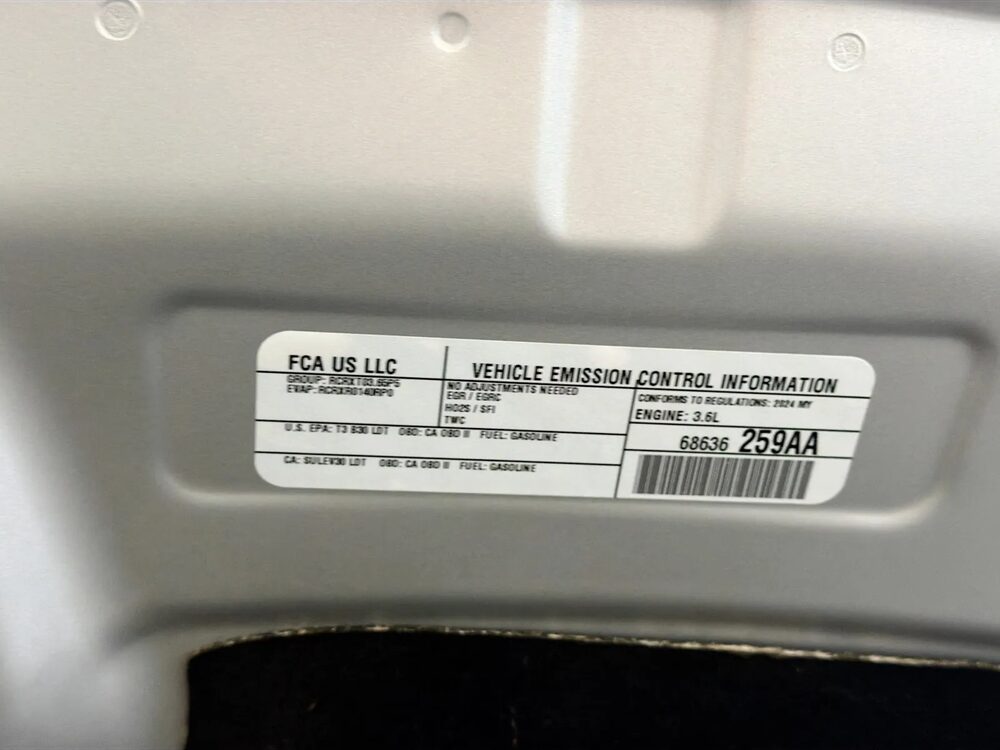 FCA US LLC
GROUP: RCRXT03.65P5
EVAP: RCRXR0140RP0
VEHICLE EMISSION CONTROL INFORMATION
NO ADJUSTMENTS NEEDED
EGR / EGRC
HO2S / SFI
TWC
CONFORMS TO REGULATIONS: 2024 MY
ENGINE: 3.6L
U.S. EPA: T3 B30 LDT OBD: CA OBD II FUEL: GASOLINE
CA: SULEV30 LDT OBD: CA OBD II FUEL: GASOLINE
68636 259AA